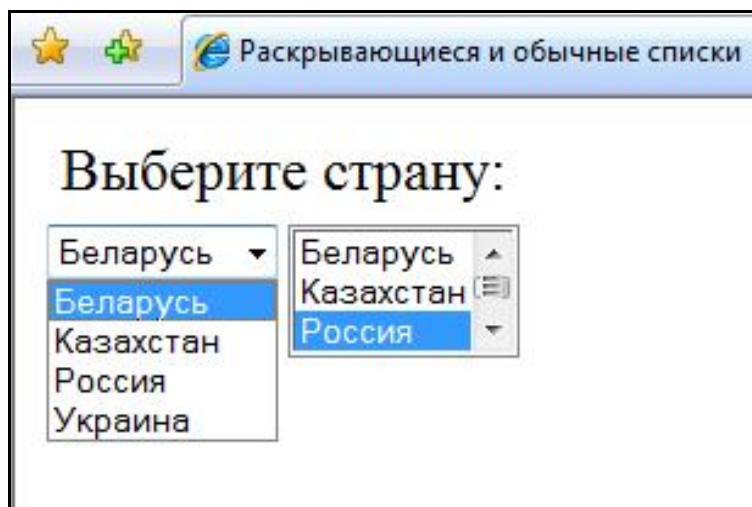 Раскрывающиеся и обычные списки
Выберите страну:
Беларусь
Беларусь
Казахстан
Россия
Украина
Беларусь
Казахстан
Россия